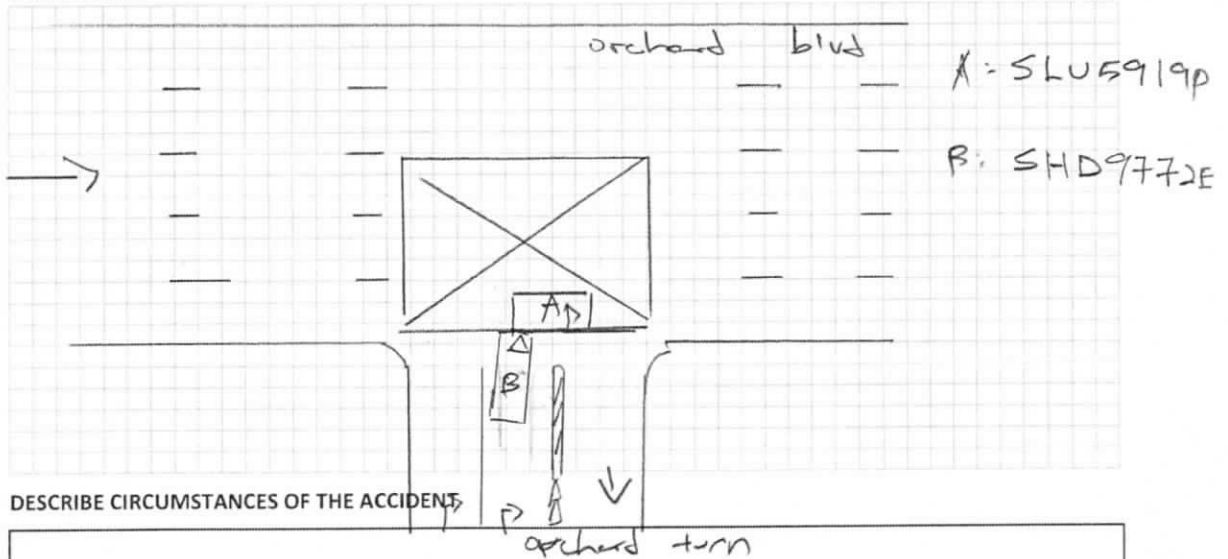 orchard blvd
A: SLU5919P
B: SHD9772E
A
B
DESCRIBE CIRCUMSTANCES OF THE ACCIDENT
orchard turn